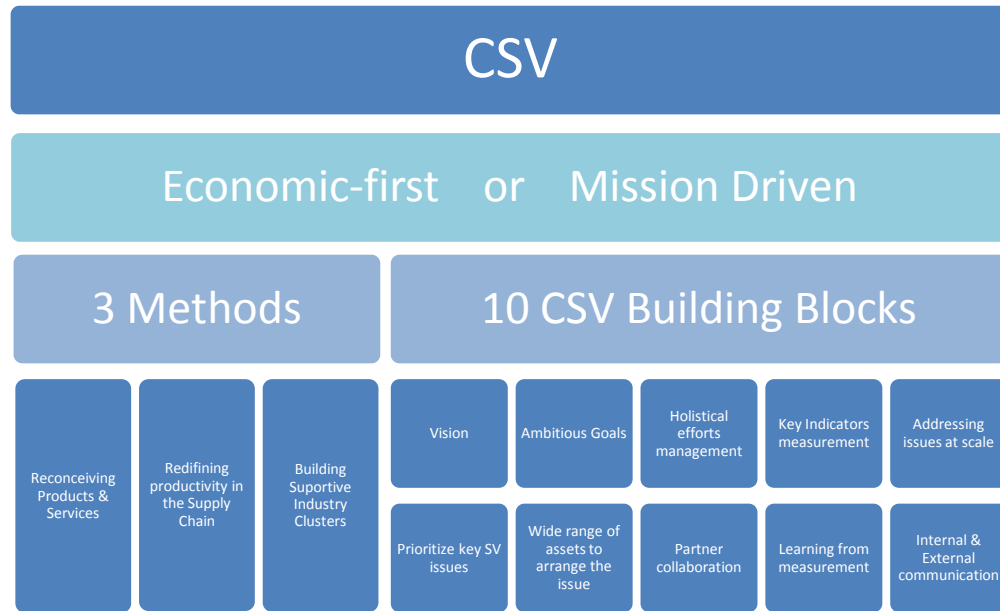 CSV
Economic-first or Mission Driven
3 Methods
10 CSV Building Blocks
Reconceiving
Products &
Services
Redifining
productivity in
the Supply
Chain
Building
Suportive
Industry
Clusters
Vision
Ambitious Goals
Holistical
efforts
management
Key Indicators
measurement
Addressing
issues at scale
Prioritize key SV
issues
Wide range of
assets to
arrange the
issue
Partner
collaboration
Learning from
measurement
Internal &
External
communication